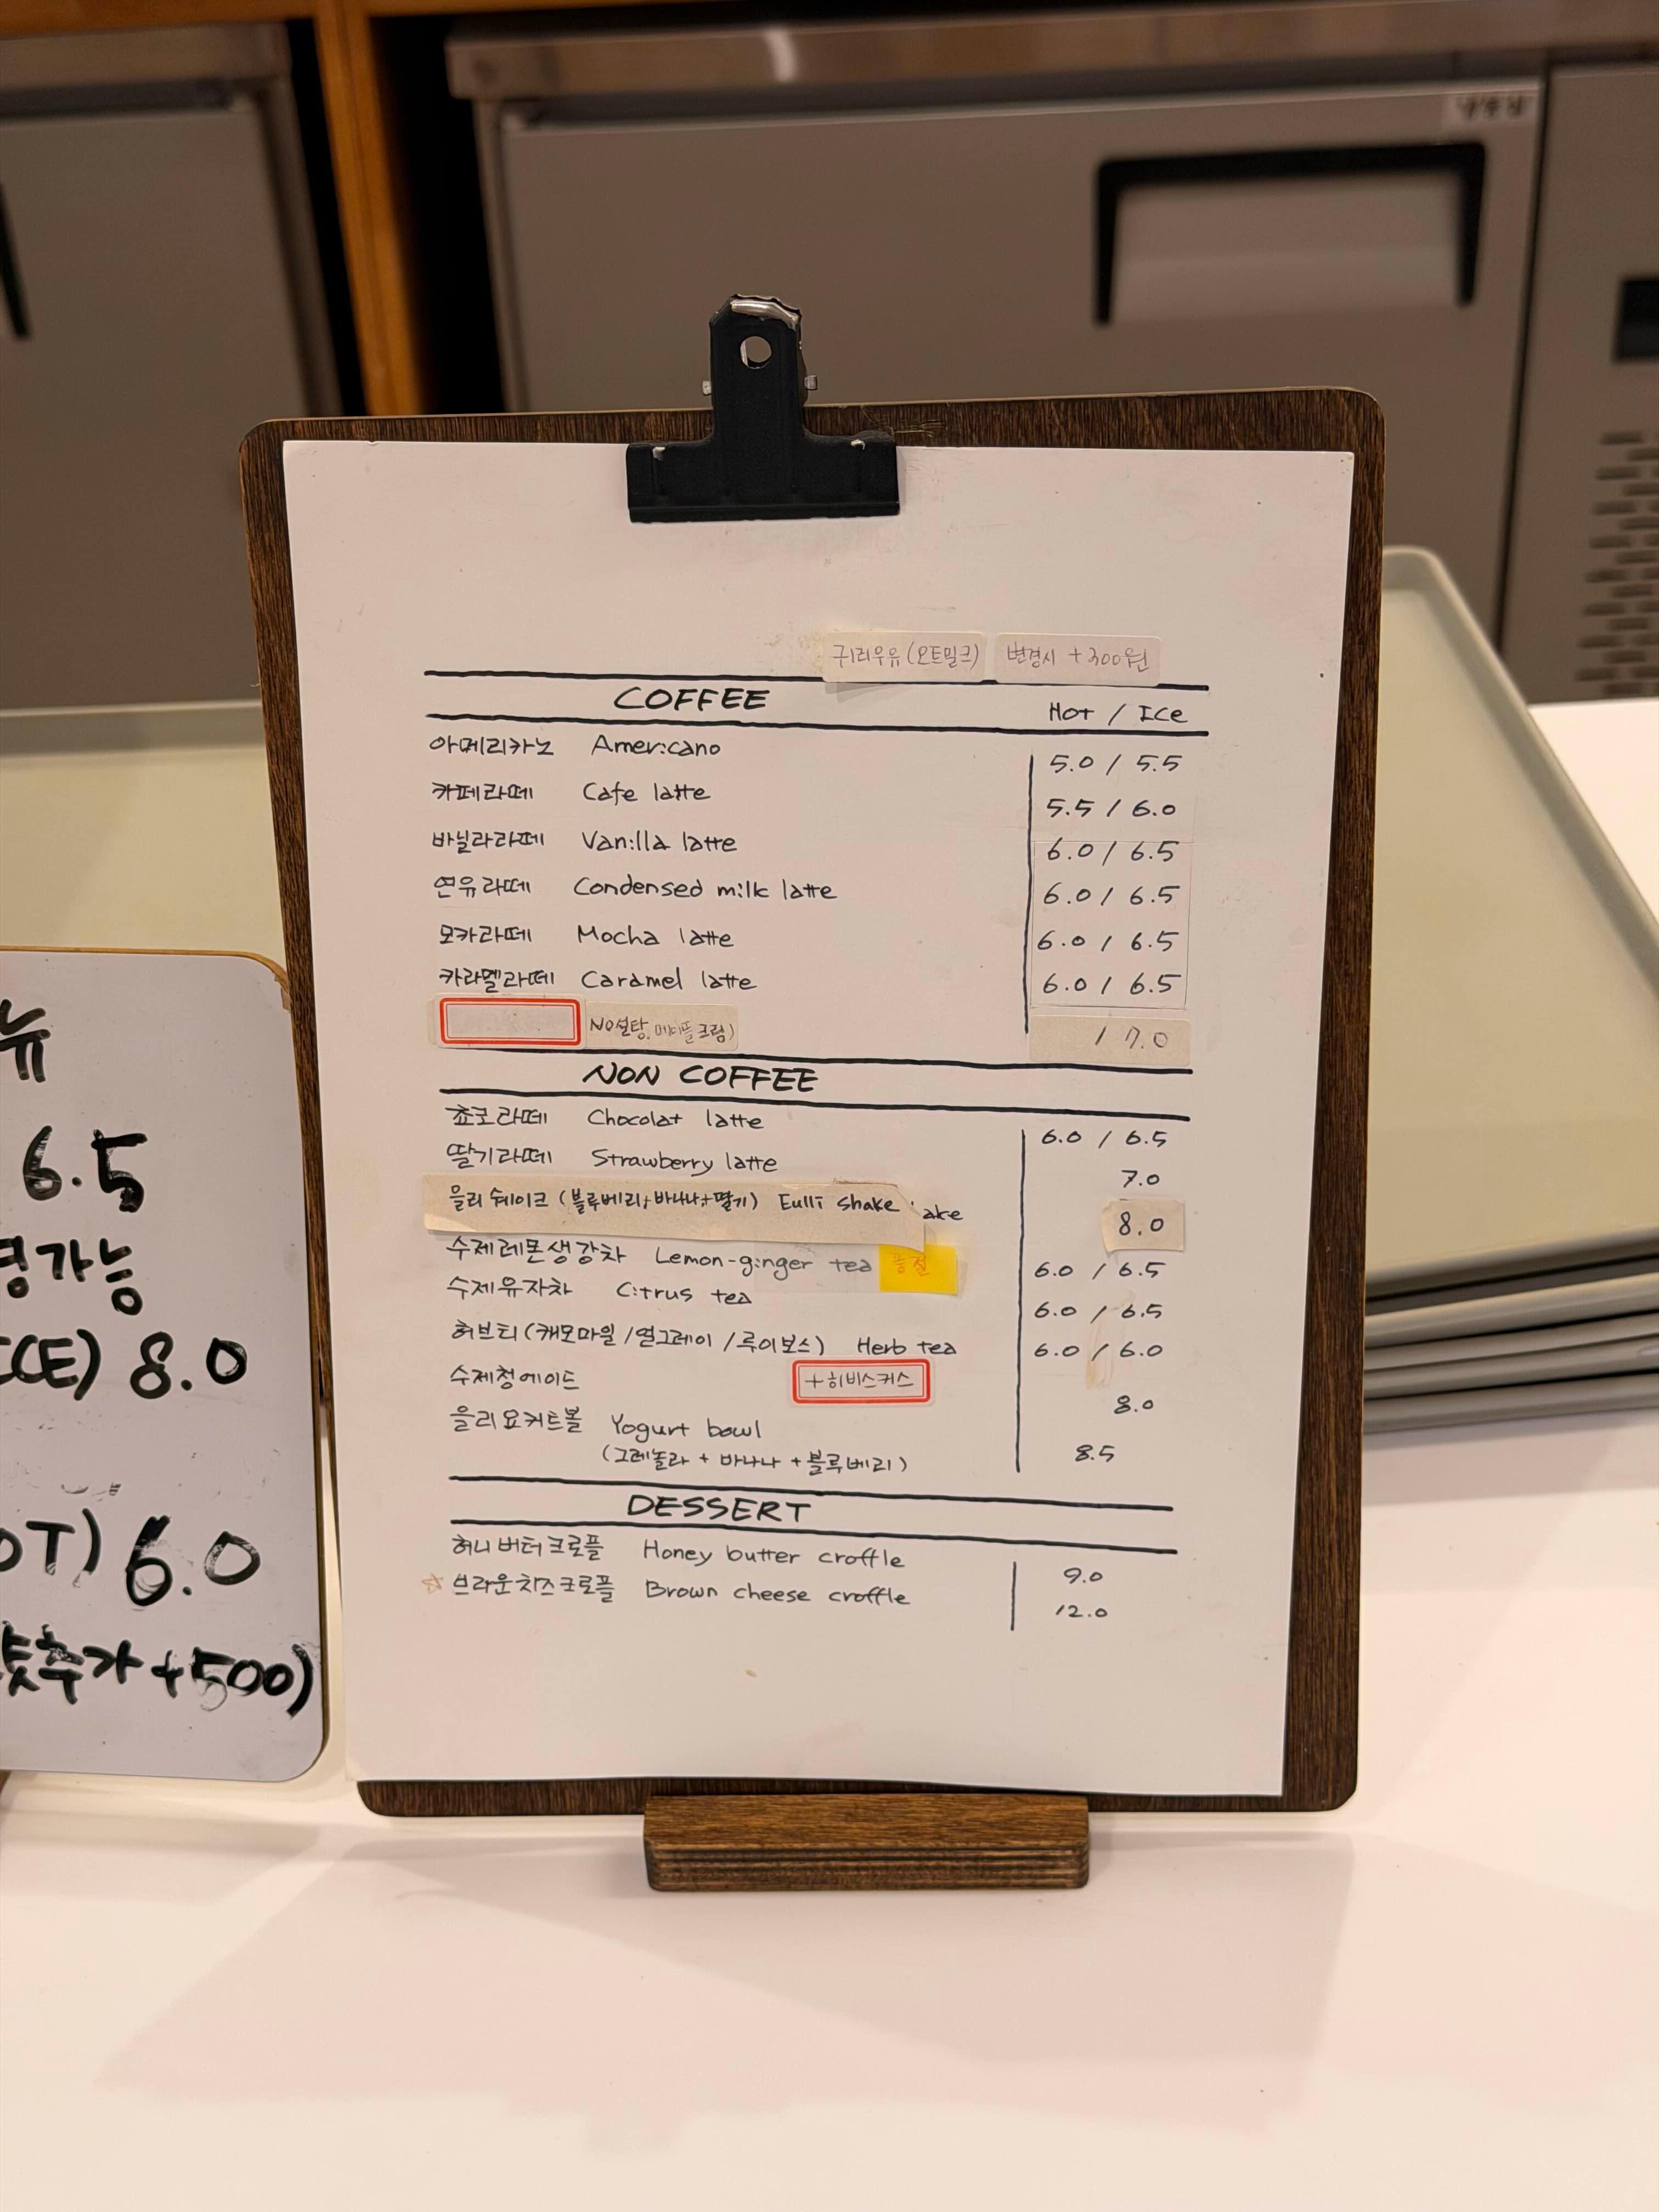 구리우유(오트밀크) 변경시 +300원
COFFEE Hot / Ice
아메리카노 Americano 5.0 / 5.5
카페라떼 Cafe latte 5.5 / 6.0
바닐라라떼 Vanilla latte 6.0 / 6.5
연유라떼 Condensed milk latte 6.0 / 6.5
모카라떼 Mocha latte 6.0 / 6.5
카라멜라떼 Caramel latte 6.0 / 6.5
NO설탕, 메이플크림) / 7.0
NON COFFEE
쵸코라떼 Chocolat latte 6.0 / 6.5
딸기라떼 Strawberry latte 7.0
을리 쉐이크 (블루베리+바나나+딸기) Eulli Shake ake 8.0
수제레몬생강차 Lemon-ginger tea 품절 6.0 / 6.5
수제유자차 Citrus tea 6.0 / 6.5
허브티(캐모마일/얼그레이/루이보스) Herb tea 6.0 / 6.0
+히비스커스
수제청에이드 8.0
을리요커트볼 Yogurt bowl 8.5
(그레놀라 + 바나나 + 블루베리)
DESSERT
허니버터크로플 Honey butter croffle 9.0
☆ 브라운치즈크로플 Brown cheese croffle 12.0
뉴
6.5
가능
ICE) 8.0
OT) 6.0
추가 +500)